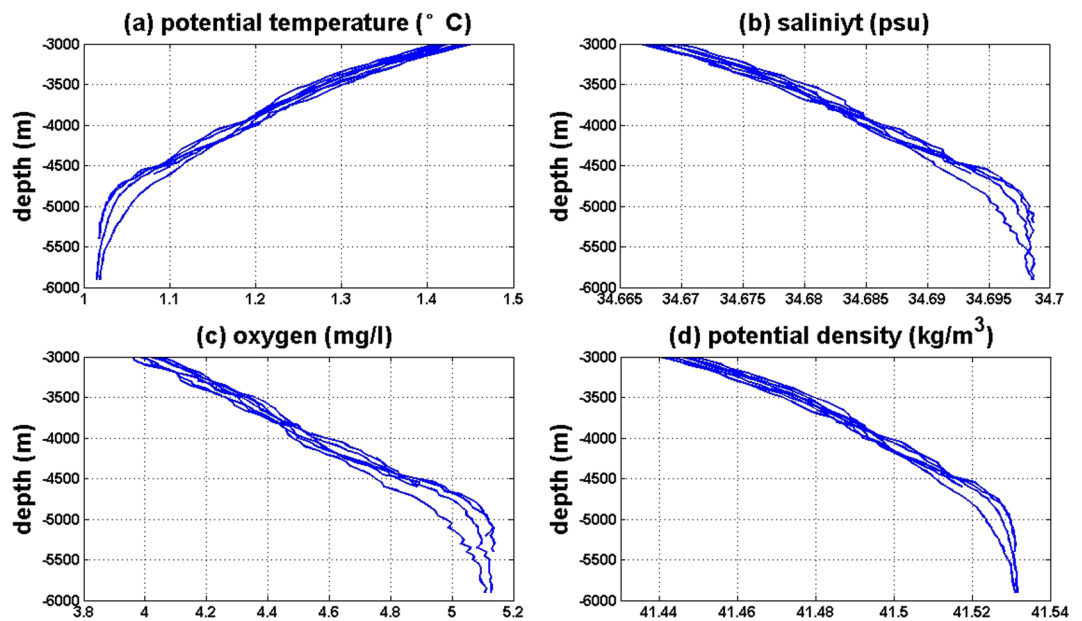 (a) potential temperature (° C)
-3000
-3500
-4000
-4500
-5000
-5500
-6000
depth (m)
1 1.1 1.2 1.3 1.4 1.5
(b) saliniyt (psu)
-3000
-3500
-4000
-4500
-5000
-5500
-6000
depth (m)
34.665 34.67 34.675 34.68 34.685 34.69 34.695 34.7
(c) oxygen (mg/l)
-3000
-3500
-4000
-4500
-5000
-5500
-6000
depth (m)
3.8 4 4.2 4.4 4.6 4.8 5 5.2
(d) potential density (kg/m³)
-3000
-3500
-4000
-4500
-5000
-5500
-6000
depth (m)
41.44 41.46 41.48 41.5 41.52 41.54